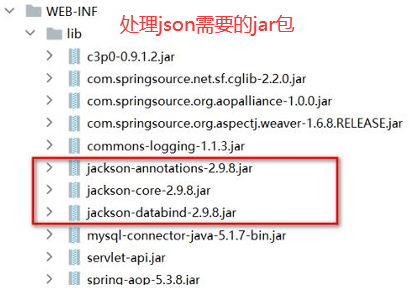 WEB-INF
处理json需要的jar包
lib
c3p0-0.9.1.2.jar
com.springsource.net.sf.cglib-2.2.0.jar
com.springsource.org.aopalliance-1.0.0.jar
com.springsource.org.aspectj.weaver-1.6.8.RELEASE.jar
commons-logging-1.1.3.jar
jackson-annotations-2.9.8.jar
jackson-core-2.9.8.jar
jackson-databind-2.9.8.jar
mysql-connector-java-5.1.7-bin.jar
servlet-api.jar
spring-aop-5.3.8.jar